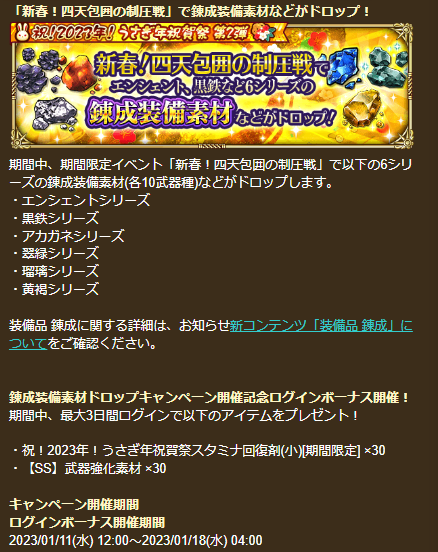 「新春！四天包囲の制圧戦」で錬成装備素材などがドロップ！
祝！2023年！うさぎ年祝賀祭 第2弾
新春！四天包囲の制圧戦で
エンシェント、黒鉄など6シリーズの
錬成装備素材などがドロップ！
期間中、期間限定イベント「新春！四天包囲の制圧戦」で以下の6シリ
ーズの錬成装備素材(各10武器種)などがドロップします。
・エンシェントシリーズ
・黒鉄シリーズ
・アカガネシリーズ
・翠緑シリーズ
・瑠璃シリーズ
・黄褐シリーズ
装備品 錬成に関する詳細は、お知らせ新コンテンツ「装備品 錬成」に
ついてをご確認ください。
錬成装備素材ドロップキャンペーン開催記念ログインボーナス開催！
期間中、最大3日間ログインで以下のアイテムをプレゼント！
・祝！2023年！うさぎ年祝賀祭スタミナ回復剤(小)[期間限定] ×30
・【SS】武器強化素材 ×30
キャンペーン開催期間
ログインボーナス開催期間
2023/01/11(水) 12:00～2023/01/18(水) 04:00